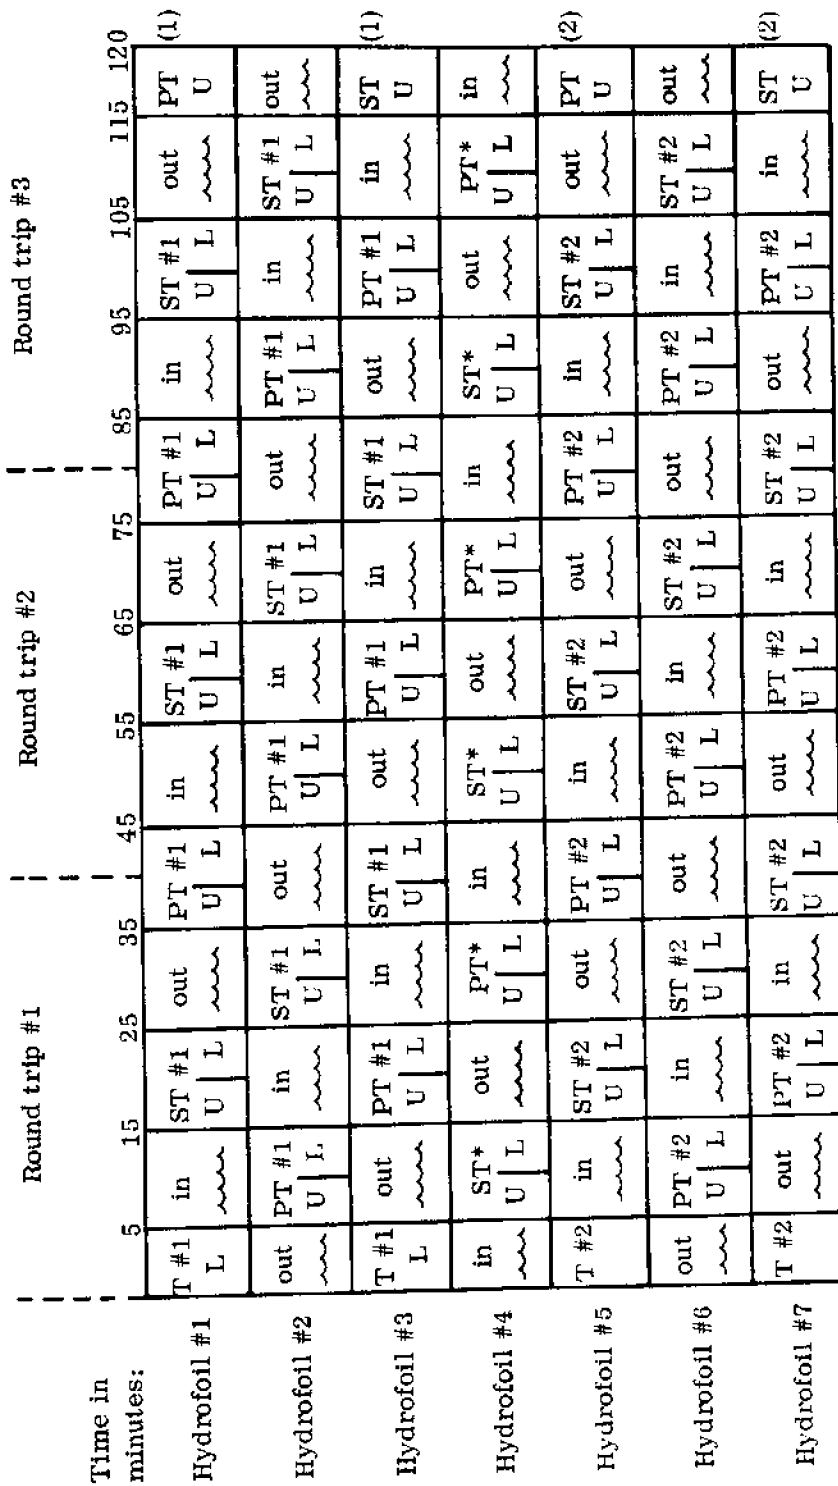 Round trip #1 Round trip #2 Round trip #3
Time in
minutes:
5 15 25 35 45 55 65 75 85 95 105 115 120
Hydrofoil #1 T #1 in ST #1 out PT #1 in ST #1 out PT #1 in ST #1 out PT (1)
L U L U L U L U L U L U
Hydrofoil #2 out PT #1 in ST #1 out PT #1 in ST #1 out PT #1 in ST #1 out
U L U L U L U L U L U L
Hydrofoil #3 T #1 out PT #1 in ST #1 out PT #1 in ST #1 out PT #1 in ST (1)
L U L U L U L U L U L U
Hydrofoil #4 in ST* out PT* in ST* out PT* in ST* out PT* in
U L U L U L U L U L U L
Hydrofoil #5 T #2 in ST #2 out PT #2 in ST #2 out PT #2 in ST #2 out PT (2)
U L U L U L U L U L U
Hydrofoil #6 out PT #2 in ST #2 out PT #2 in ST #2 out PT #2 in ST #2 out
U L U L U L U L U L U L
Hydrofoil #7 T #2 out PT #2 in ST #2 out PT #2 in ST #2 out PT #2 in ST (2)
U L U L U L U L U L U